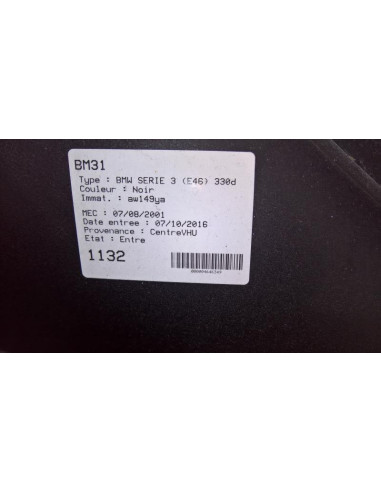 BM31
Type : BMW SERIE 3 (E46) 330d
Couleur : Noir
Immat. : aw149ya
MEC : 07/08/2001
Date entree : 07/10/2016
Provenance : CentreVHU
Etat : Entre
1132